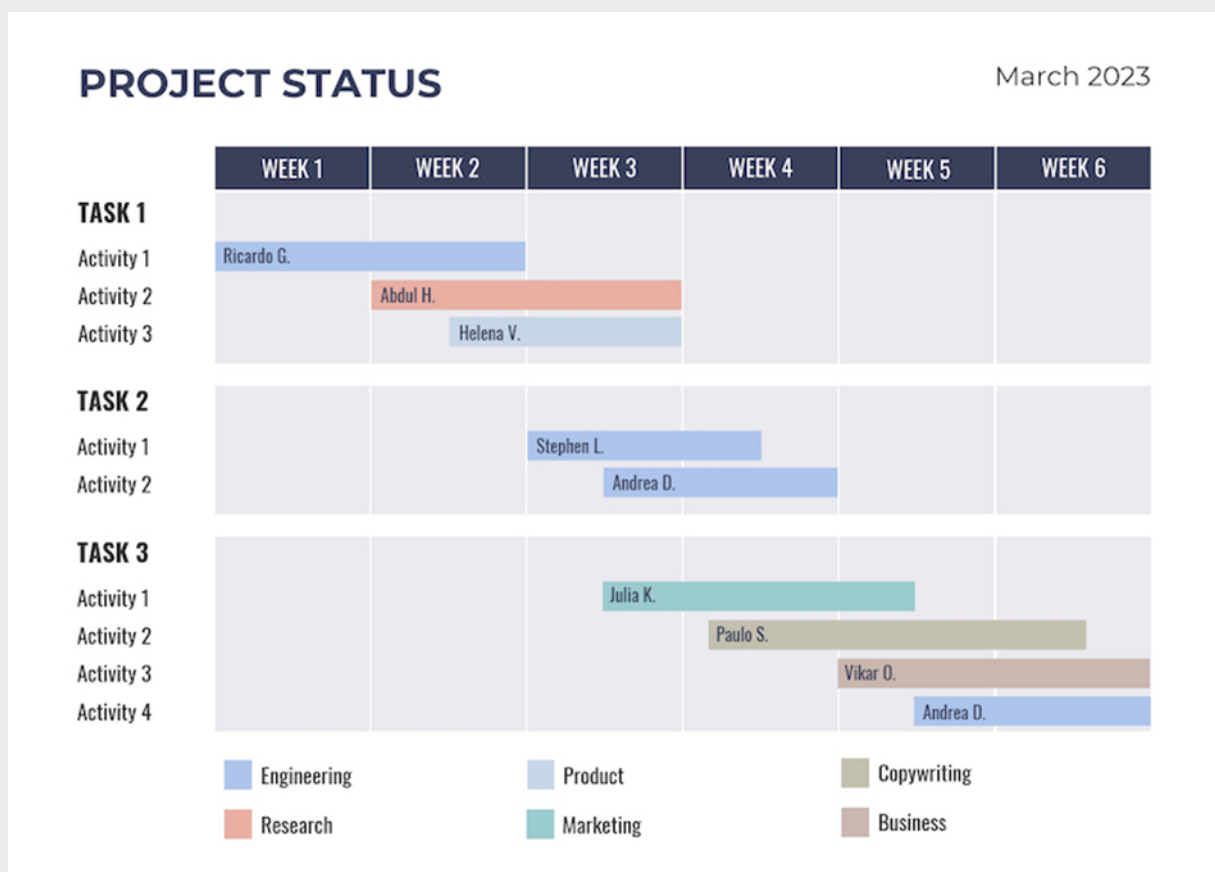 PROJECT STATUS March 2023
WEEK 1 WEEK 2 WEEK 3 WEEK 4 WEEK 5 WEEK 6
TASK 1
Activity 1 Ricardo G.
Activity 2 Abdul H.
Activity 3 Helena V.
TASK 2
Activity 1 Stephen L.
Activity 2 Andrea D.
TASK 3
Activity 1 Julia K.
Activity 2 Paulo S.
Activity 3 Vikar O.
Activity 4 Andrea D.
Engineering Product Copywriting
Research Marketing Business